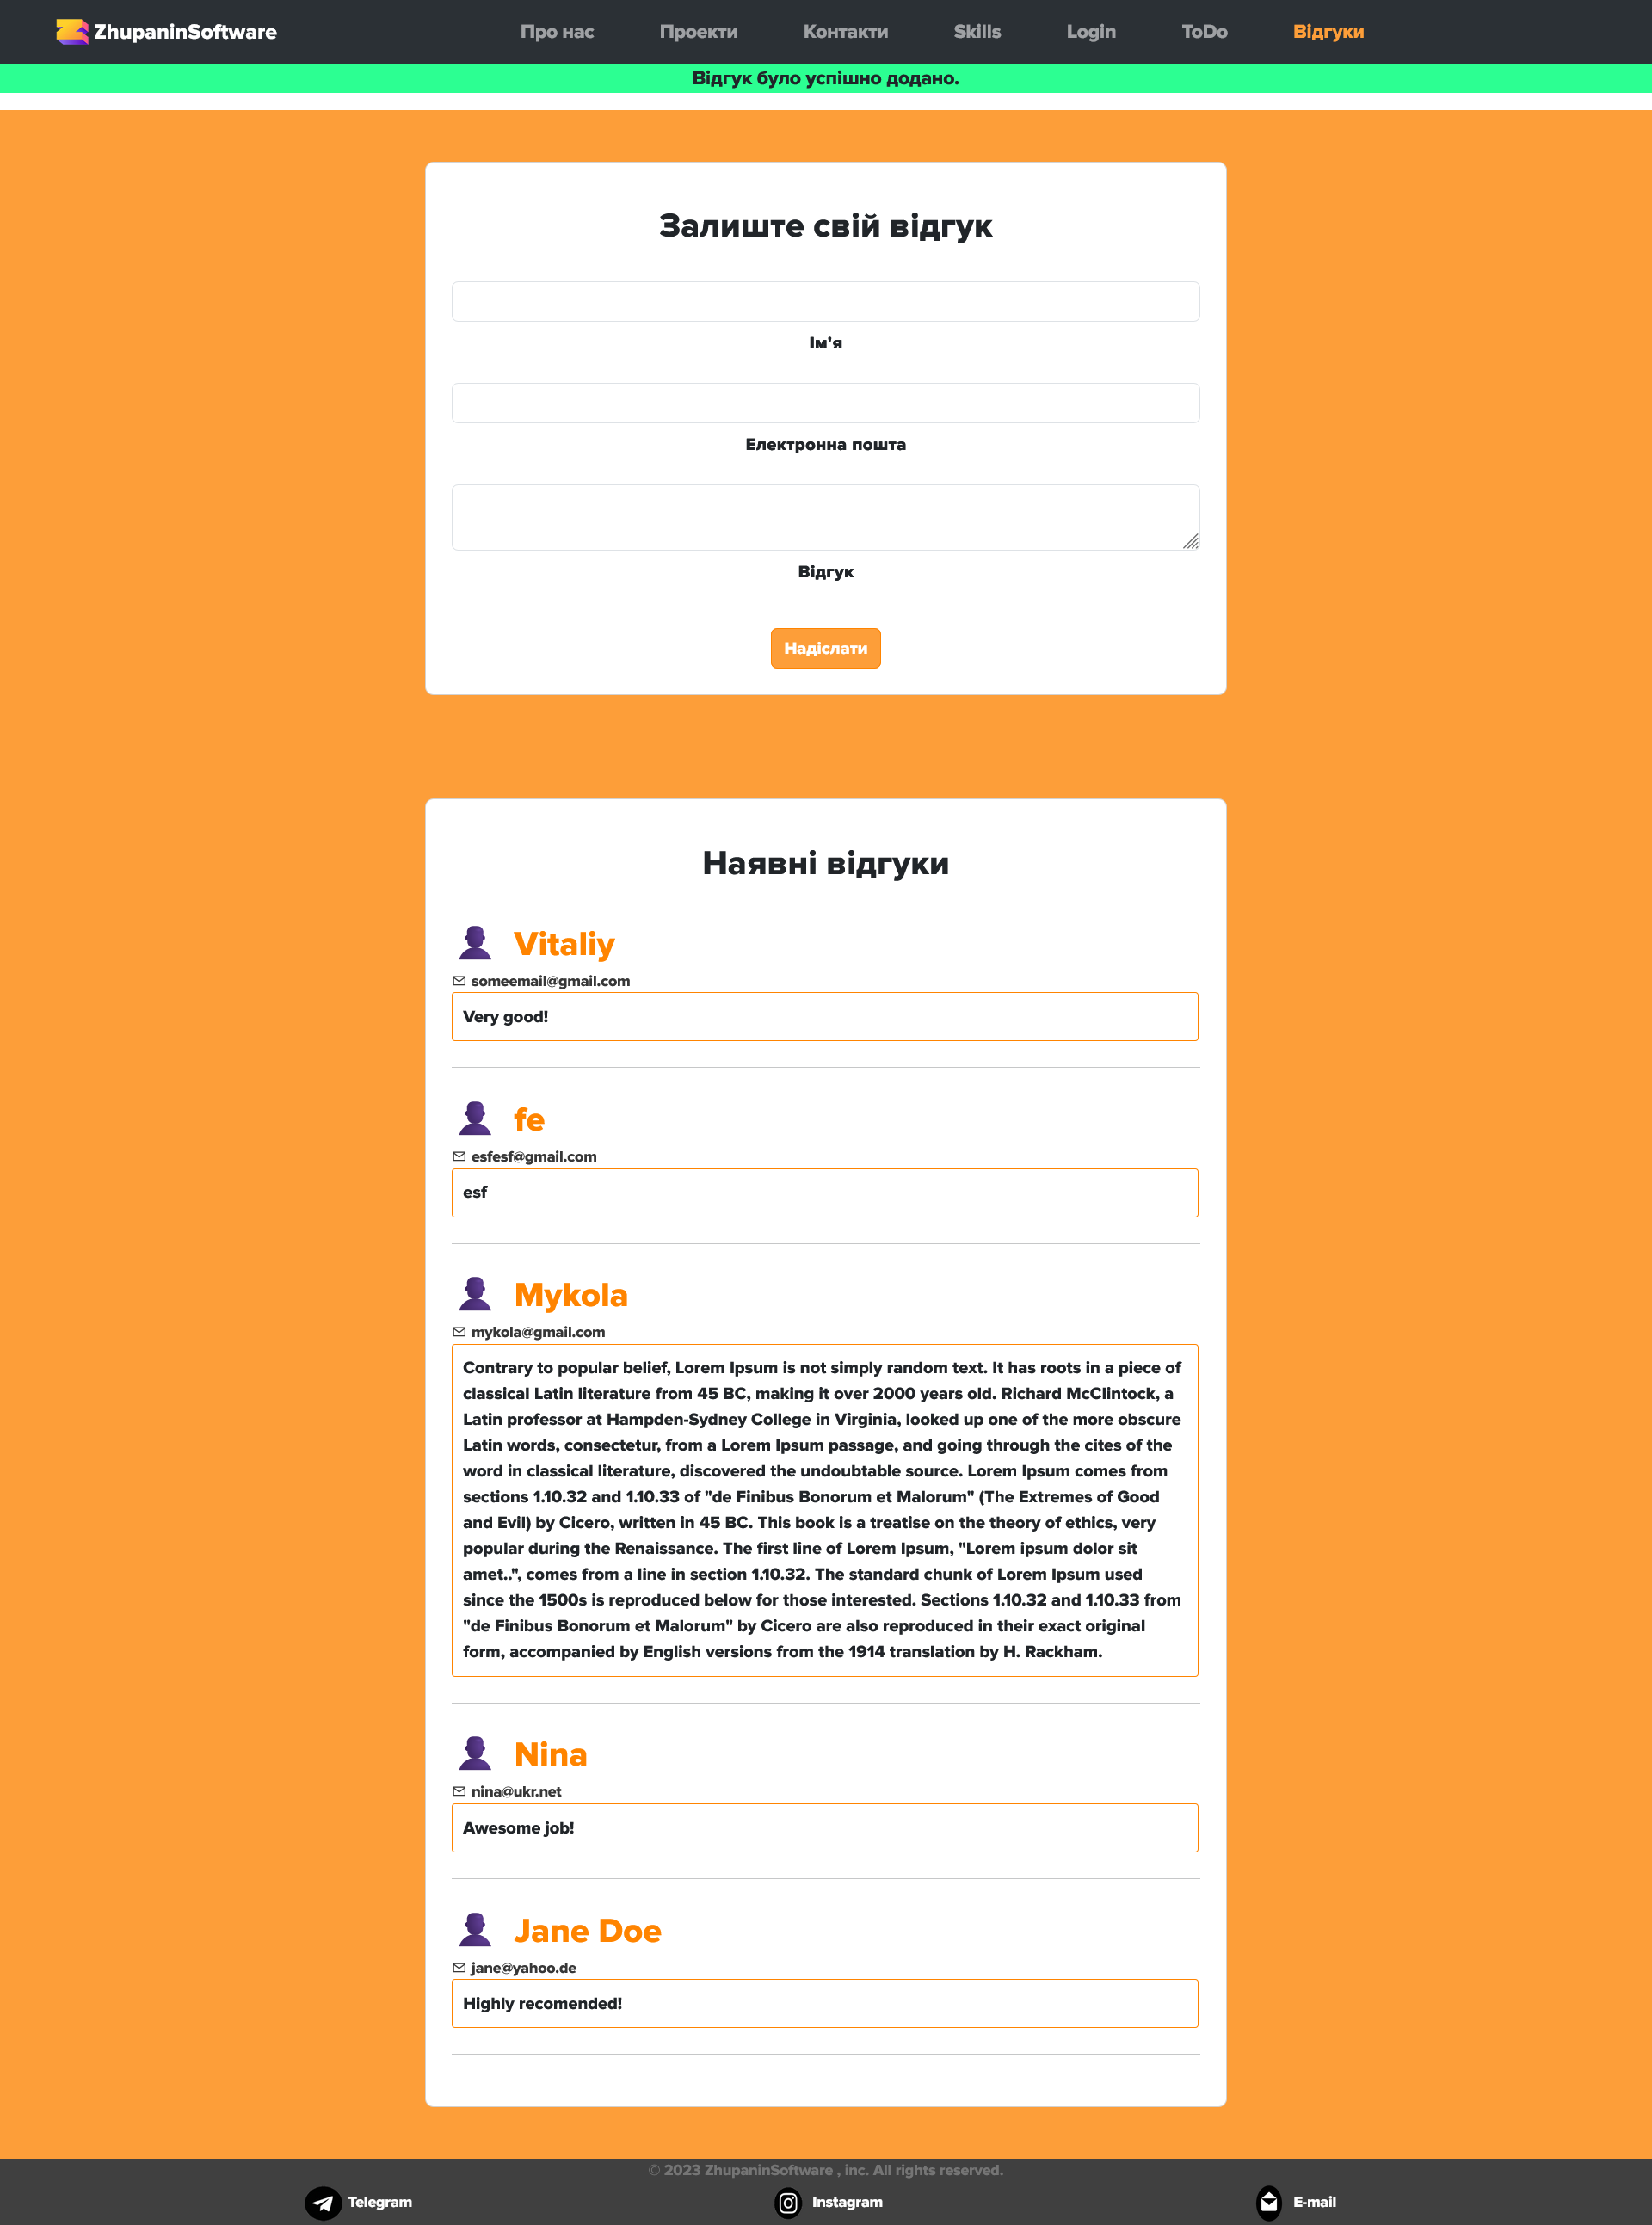 ZhupaninSoftware
Про нас
Проекти
Контакти
Skills
Login
ToDo
Відгуки
Відгук було успішно додано.
Залиште свій відгук
Ім'я
Електронна пошта
Відгук
Надіслати
Наявні відгуки
Vitaliy
someemail@gmail.com
Very good!
fe
esfesf@gmail.com
esf
Mykola
mykola@gmail.com
Contrary to popular belief, Lorem Ipsum is not simply random text. It has roots in a piece of
classical Latin literature from 45 BC, making it over 2000 years old. Richard McClintock, a
Latin professor at Hampden-Sydney College in Virginia, looked up one of the more obscure
Latin words, consectetur, from a Lorem Ipsum passage, and going through the cites of the
word in classical literature, discovered the undoubtable source. Lorem Ipsum comes from
sections 1.10.32 and 1.10.33 of "de Finibus Bonorum et Malorum" (The Extremes of Good
and Evil) by Cicero, written in 45 BC. This book is a treatise on the theory of ethics, very
popular during the Renaissance. The first line of Lorem Ipsum, "Lorem ipsum dolor sit
amet..", comes from a line in section 1.10.32. The standard chunk of Lorem Ipsum used
since the 1500s is reproduced below for those interested. Sections 1.10.32 and 1.10.33 from
"de Finibus Bonorum et Malorum" by Cicero are also reproduced in their exact original
form, accompanied by English versions from the 1914 translation by H. Rackham.
Nina
nina@ukr.net
Awesome job!
Jane Doe
jane@yahoo.de
Highly recomended!
© 2023 ZhupaninSoftware , inc. All rights reserved.
Telegram
Instagram
E-mail